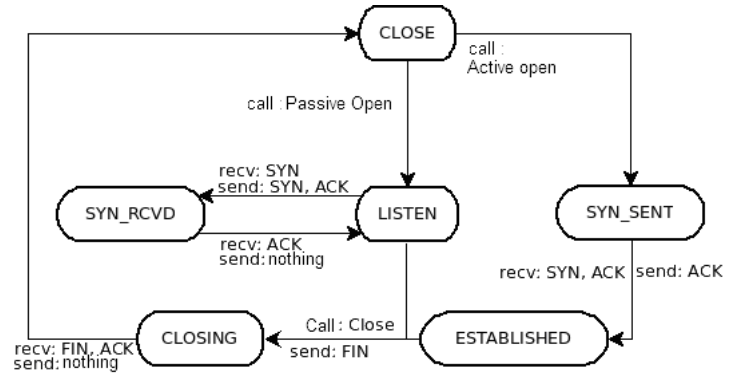 CLOSE
call :
Active open
call : Passive Open
recv: SYN
send: SYN, ACK
SYN_RCVD
LISTEN
SYN_SENT
recv: ACK
send: nothing
recv: SYN, ACK
send: ACK
Call : Close
send: FIN
CLOSING
ESTABLISHED
recv: FIN, ACK
send: nothing